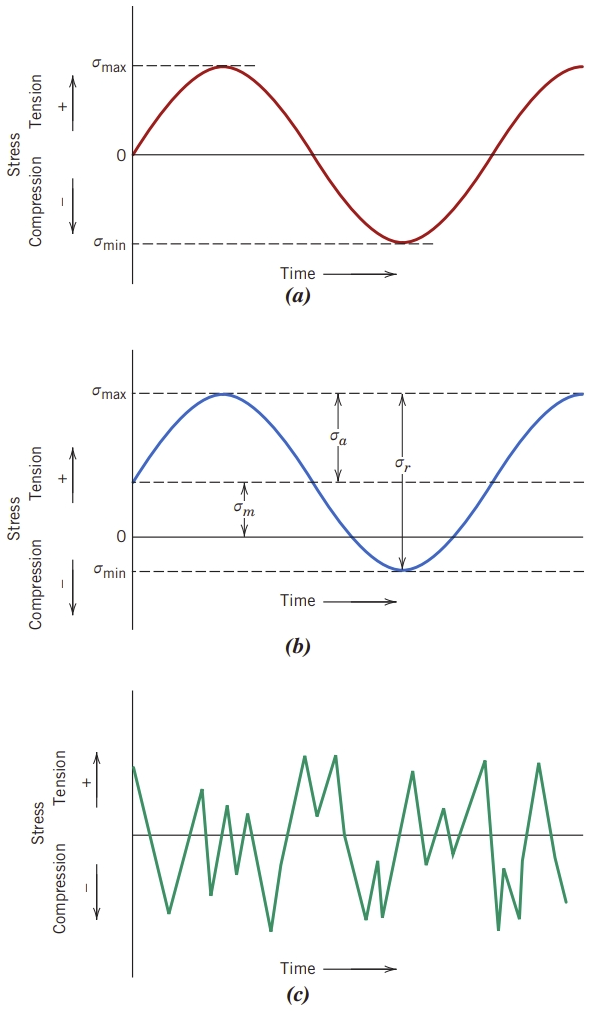 σmax
Stress
Tension
+
0
Compression
−
σmin
Time
(a)
σmax
σa
σr
Stress
Tension
+
σm
0
Compression
−
σmin
Time
(b)
Stress
Tension
+
Compression
−
Time
(c)